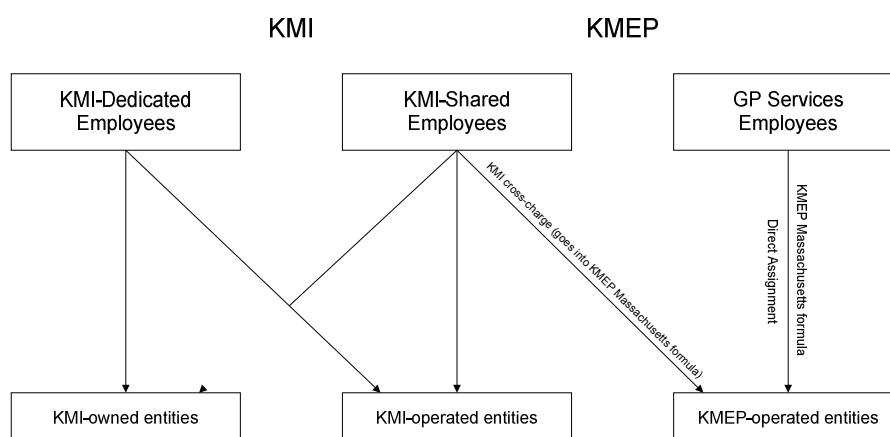 KMI
KMEP
KMI-Dedicated
Employees
KMI-Shared
Employees
GP Services
Employees
KMI cross-charge (goes into KMEP Massachusetts formula)
KMEP Massachusetts formula
Direct Assignment
KMI-owned entities
KMI-operated entities
KMEP-operated entities